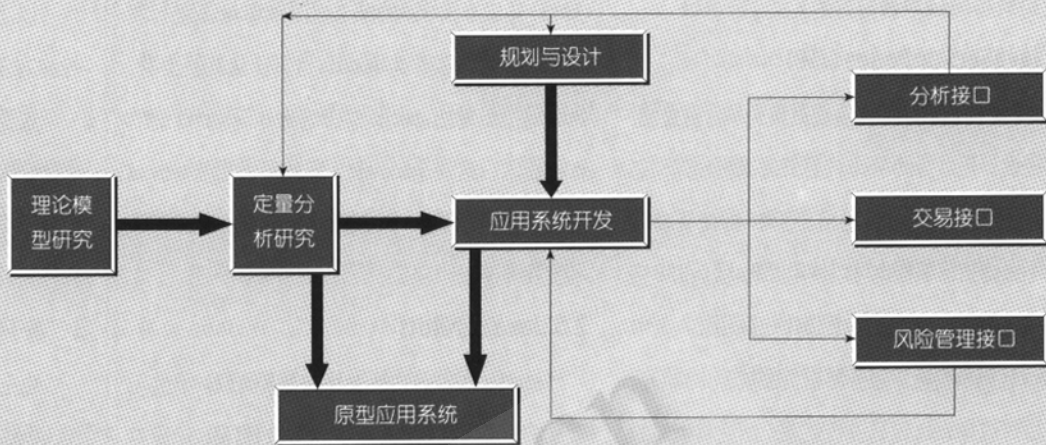 规划与设计
分析接口
理论模
型研究
定量分
析研究
应用系统开发
交易接口
风险管理接口
原型应用系统
cn